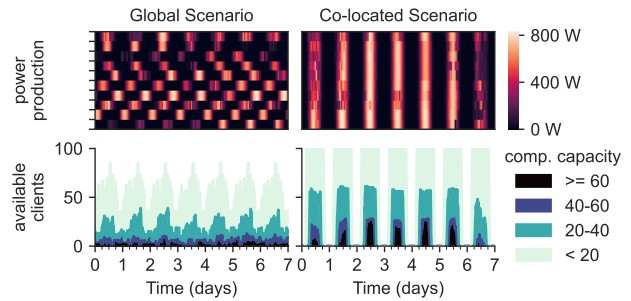 Global Scenario
Co-located Scenario
power
production
800 W
400 W
0 W
available
clients
100
50
0
0 1 2 3 4 5 6 7
Time (days)
0 1 2 3 4 5 6 7
Time (days)
comp. capacity
>= 60
40-60
20-40
< 20